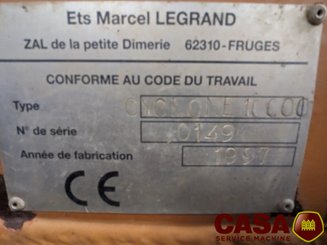 Ets Marcel LEGRAND
ZAL de la petite Dimerie 62310-FRUGES
CONFORME AU CODE DU TRAVAIL
Type
N° de série 0149
Année de fabrication 1997
CE
CASA
SERVICE MACHINE